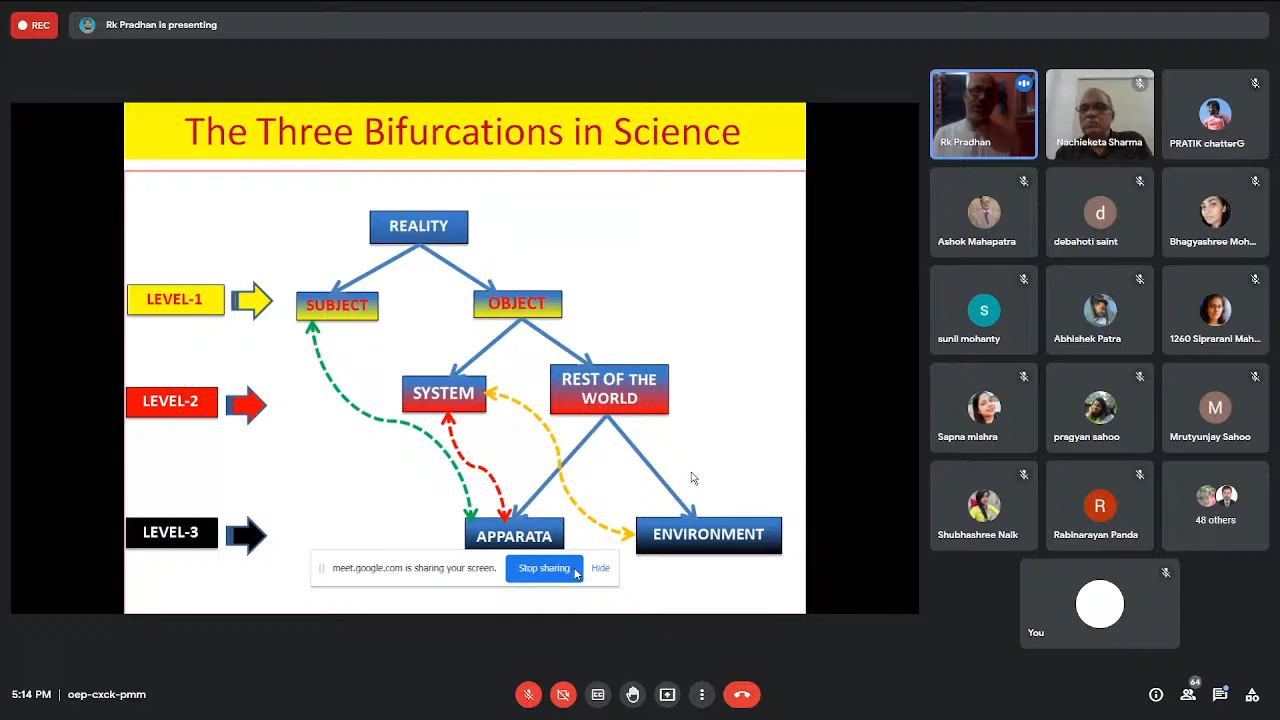 REC
Rk Pradhan is presenting
The Three Bifurcations in Science
REALITY
LEVEL-1
SUBJECT
OBJECT
LEVEL-2
SYSTEM
REST OF THE
WORLD
LEVEL-3
APPARATA
ENVIRONMENT
meet.google.com is sharing your screen.
Stop sharing
Hide
Rk Pradhan
Nachieketa Sharma
PRATIK chatterG
Ashok Mahapatra
d
debahoti saint
Bhagyashree Moh...
S
sunil mohanty
Abhishek Patra
1260 Siprarani Mah...
Sapna mishra
pragyan sahoo
M
Mrutyunjay Sahoo
Shubhashree Naik
R
Rabinarayan Panda
48 others
You
5:14 PM | oep-cxck-pmm
64